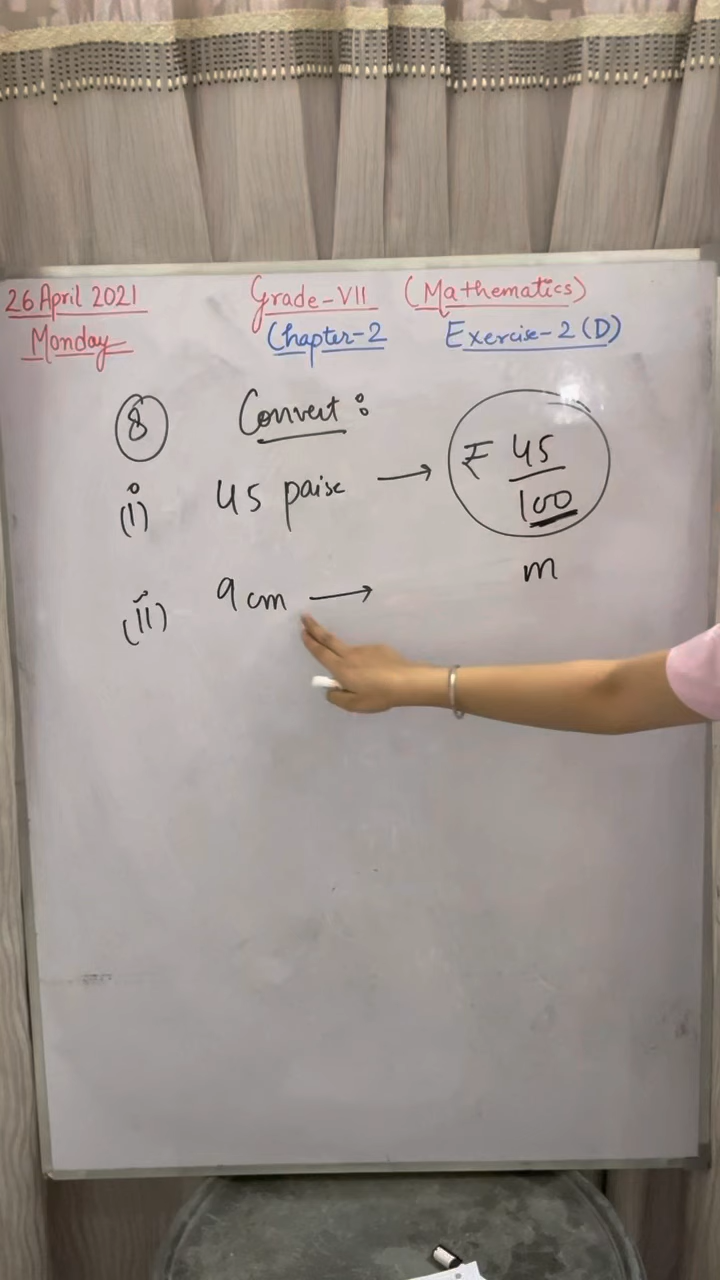 26 April 2021 Grade-VII (Mathematics)
Monday Chapter-2 Exercise-2(D)
8 Convert:
(i) 45 paise → ₹ 45/100
(ii) 9 cm → m